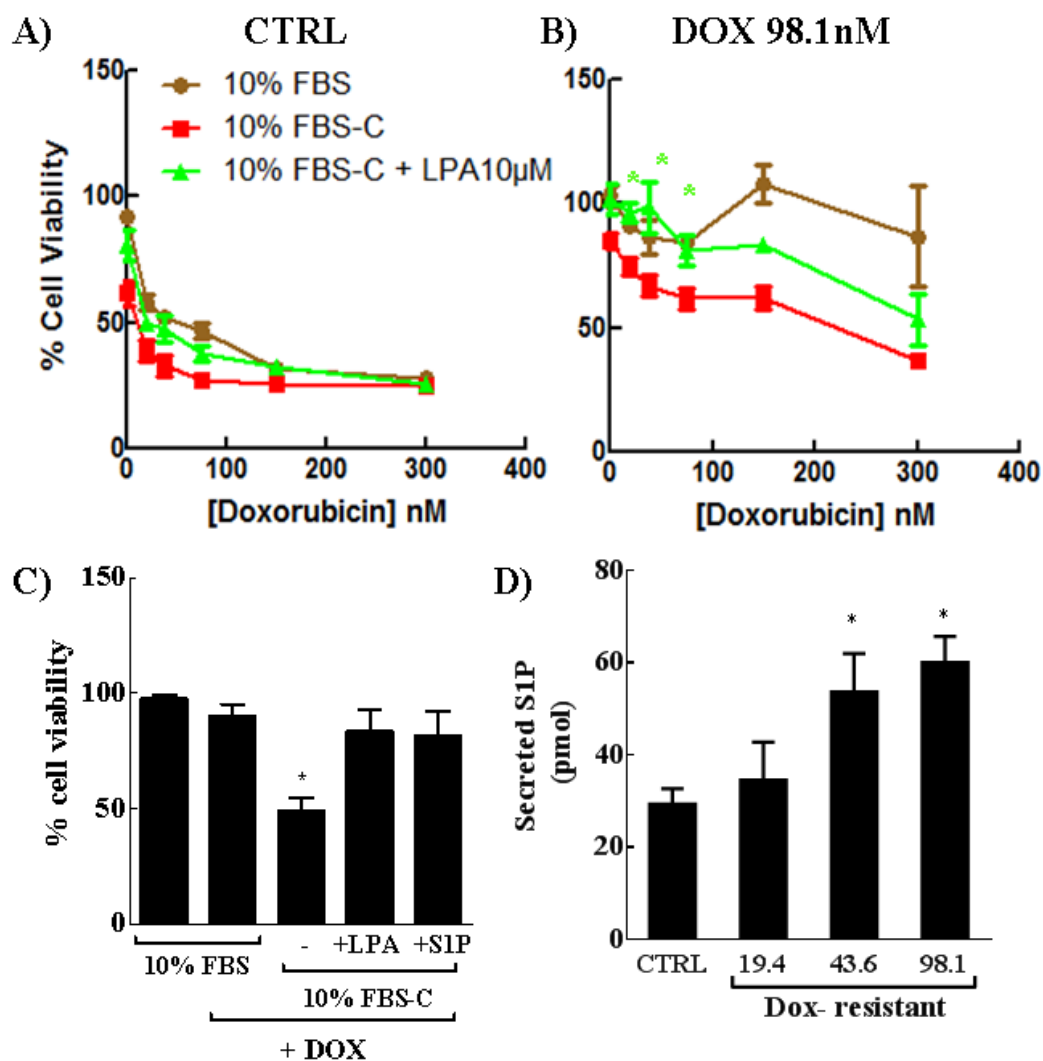 A) CTRL
150
100
50
0
% Cell Viability
10% FBS
10% FBS-C
10% FBS-C + LPA10µM
0 100 200 300 400
[Doxorubicin] nM
B) DOX 98.1nM
150
100
50
0
* * *
0 100 200 300 400
[Doxorubicin] nM
C)
150
100
50
0
% cell viability
*
- +LPA +S1P
10% FBS
10% FBS-C
+ DOX
D)
80
60
40
20
0
Secreted S1P
(pmol)
* *
CTRL 19.4 43.6 98.1
Dox- resistant